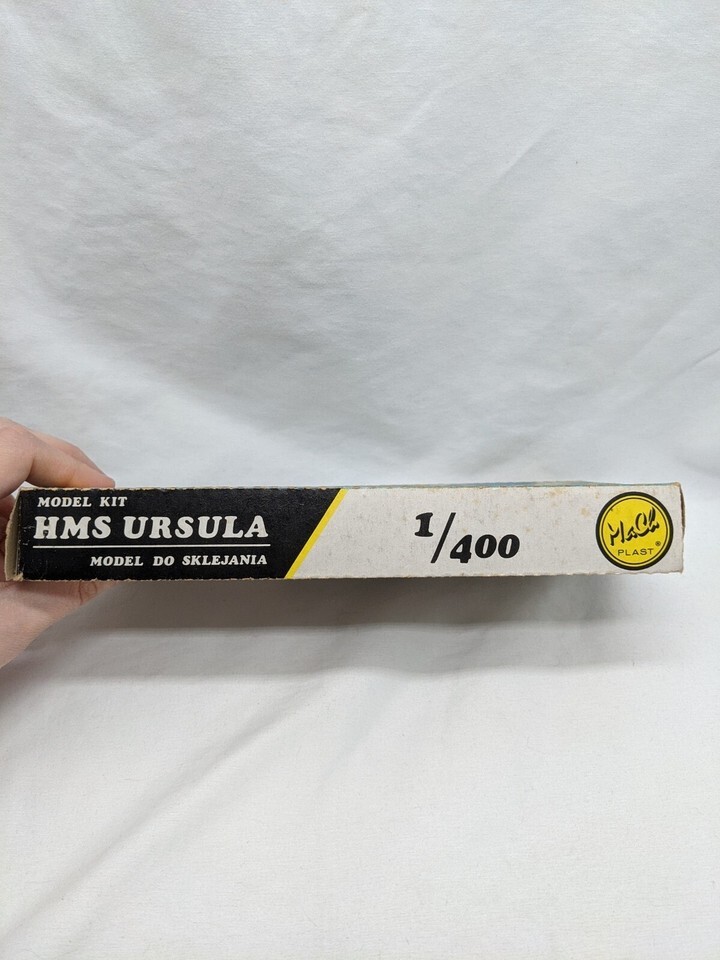 MODEL KIT
HMS URSULA
MODEL DO SKLEJANIA
1/400
MaCh
PLAST®